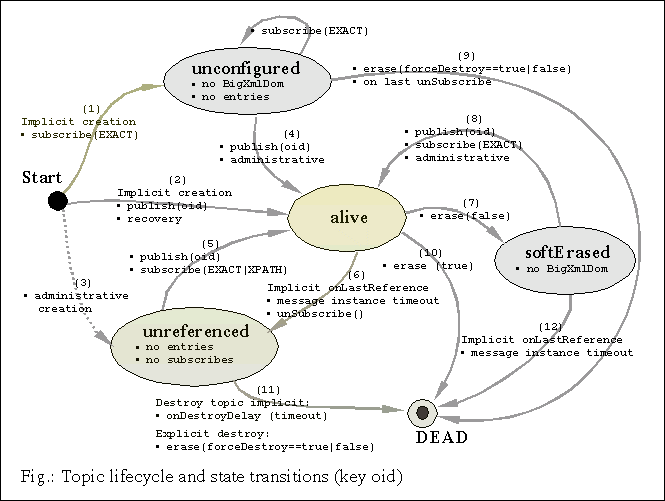 subscribe(EXACT)
unconfigured
no BigXmlDom
no entries
(9)
erase(forceDestroy==true|false)
on last unSubscribe
(1)
Implicit creation
subscribe(EXACT)
(4)
publish(oid)
administrative
(8)
publish(oid)
subscribe(EXACT)
administrative
Start
(2)
Implicit creation
publish(oid)
recovery
alive
(7)
erase(false)
(5)
publish(oid)
subscribe(EXACT|XPATH)
(10)
erase (true)
softErased
no BigXmlDom
(3)
administrative
creation
(6)
Implicit onLastReference
message instance timeout
unSubscribe()
unreferenced
no entries
no subscribes
(12)
Implicit onLastReference
message instance timeout
(11)
Destroy topic implicit:
onDestroyDelay (timeout)
Explicit destroy:
erase(forceDestroy==true|false)
DEAD
Fig.: Topic lifecycle and state transitions (key oid)